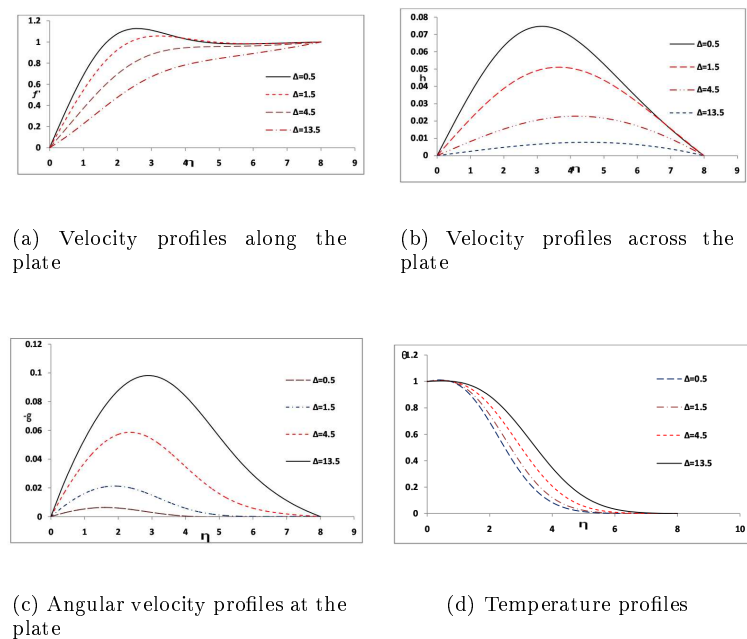 1.2
1
0.8
0.6
0.4
0.2
0
f'
0 1 2 3 4 5 6 7 8 9
η
Δ=0.5
Δ=1.5
Δ=4.5
Δ=13.5
(a) Velocity profiles along the
plate
0.08
0.07
0.06
0.05
0.04
0.03
0.02
0.01
0
h
0 1 2 3 4 5 6 7 8 9
η
Δ=0.5
Δ=1.5
Δ=4.5
Δ=13.5
(b) Velocity profiles across the
plate
0.12
0.1
0.08
0.06
0.04
0.02
0
-g
0 1 2 3 4 5 6 7 8 9
η
Δ=0.5
Δ=1.5
Δ=4.5
Δ=13.5
(c) Angular velocity profiles at the
plate
θ
1.2
1
0.8
0.6
0.4
0.2
0
0 2 4 6 8 10
η
Δ=0.5
Δ=1.5
Δ=4.5
Δ=13.5
(d) Temperature profiles